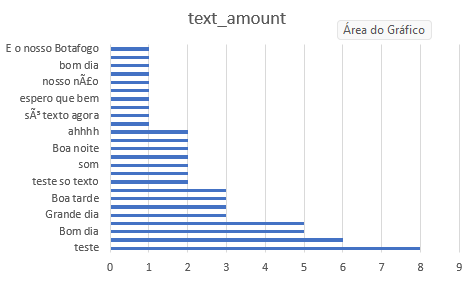 text_amount
Área do Gráfico
E o nosso Botafogo
bom dia
nosso nÃ£o
espero que bem
sÃ³ texto agora
ahhhh
Boa noite
som
teste so texto
Boa tarde
Grande dia
Bom dia
teste
0 1 2 3 4 5 6 7 8 9